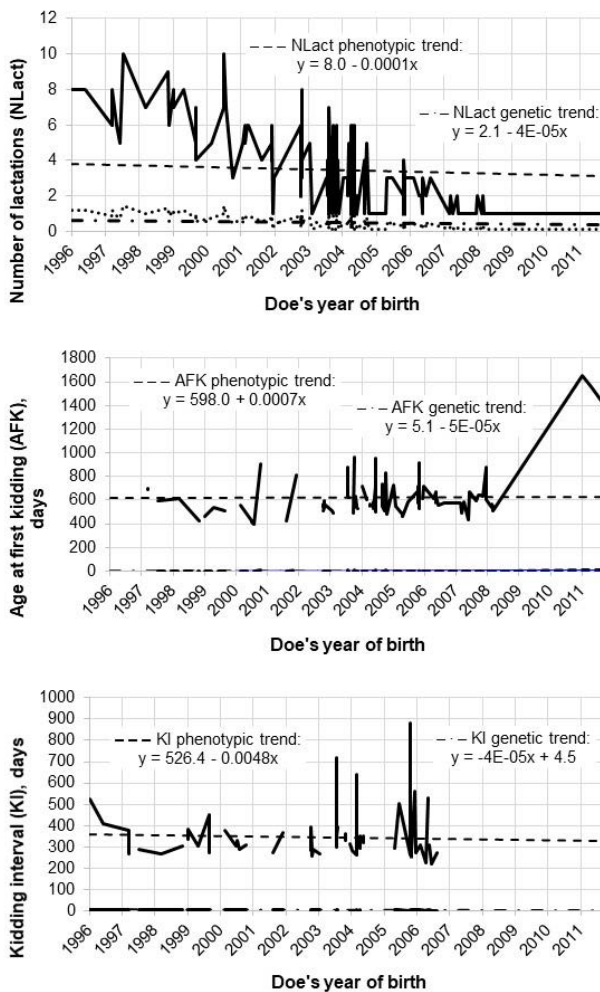 12
10
8
6
4
2
0
Number of lactations (NLact)
NLact phenotypic trend:
y = 8.0 - 0.0001x
NLact genetic trend:
y = 2.1 - 4E-05x
1996 1997 1998 1999 2000 2001 2002 2003 2004 2005 2006 2007 2008 2009 2010 2011
Doe's year of birth
1800
1600
1400
1200
1000
800
600
400
200
0
Age at first kidding (AFK),
days
AFK phenotypic trend:
y = 598.0 + 0.0007x
AFK genetic trend:
y = 5.1 - 5E-05x
1996 1997 1998 1999 2000 2001 2002 2003 2004 2005 2006 2007 2008 2009 2010 2011
Doe's year of birth
1000
900
800
700
600
500
400
300
200
100
0
Kidding interval (KI), days
KI phenotypic trend:
y = 526.4 - 0.0048x
KI genetic trend:
y = -4E-05x + 4.5
1996 1997 1998 1999 2000 2001 2002 2003 2004 2005 2006 2007 2008 2009 2010 2011
Doe's year of birth